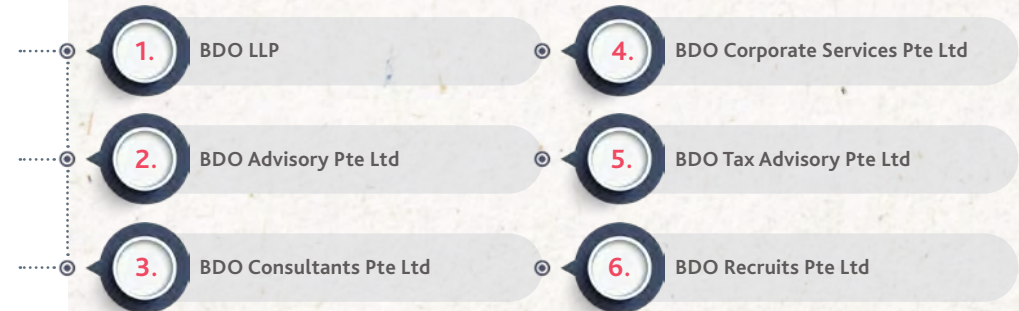 1. BDO LLP
2. BDO Advisory Pte Ltd
3. BDO Consultants Pte Ltd
4. BDO Corporate Services Pte Ltd
5. BDO Tax Advisory Pte Ltd
6. BDO Recruits Pte Ltd